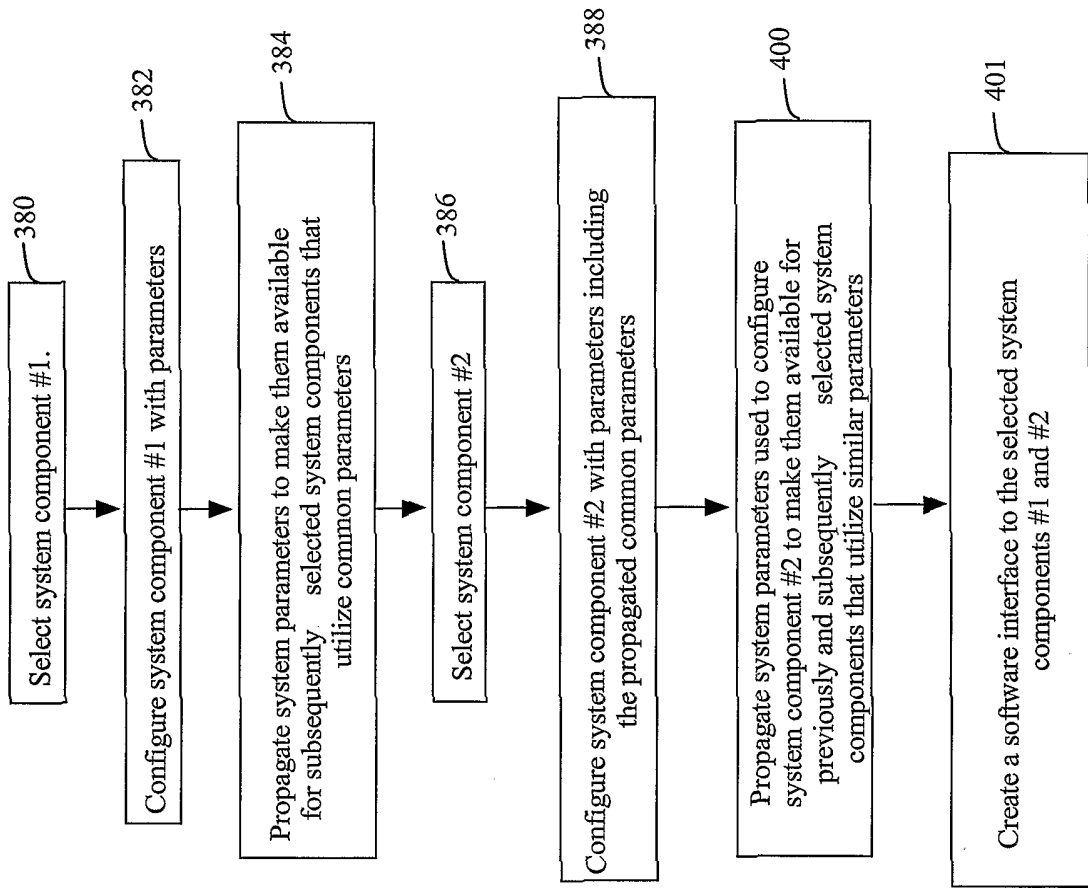 380
Select system component #1.
382
Configure system component #1 with parameters
384
Propagate system parameters to make them available
for subsequently selected system components that
utilize common parameters
386
Select system component #2
388
Configure system component #2 with parameters including
the propagated common parameters
400
Propagate system parameters used to configure
system component #2 to make them available for
previously and subsequently selected system
components that utilize similar parameters
401
Create a software interface to the selected system
components #1 and #2